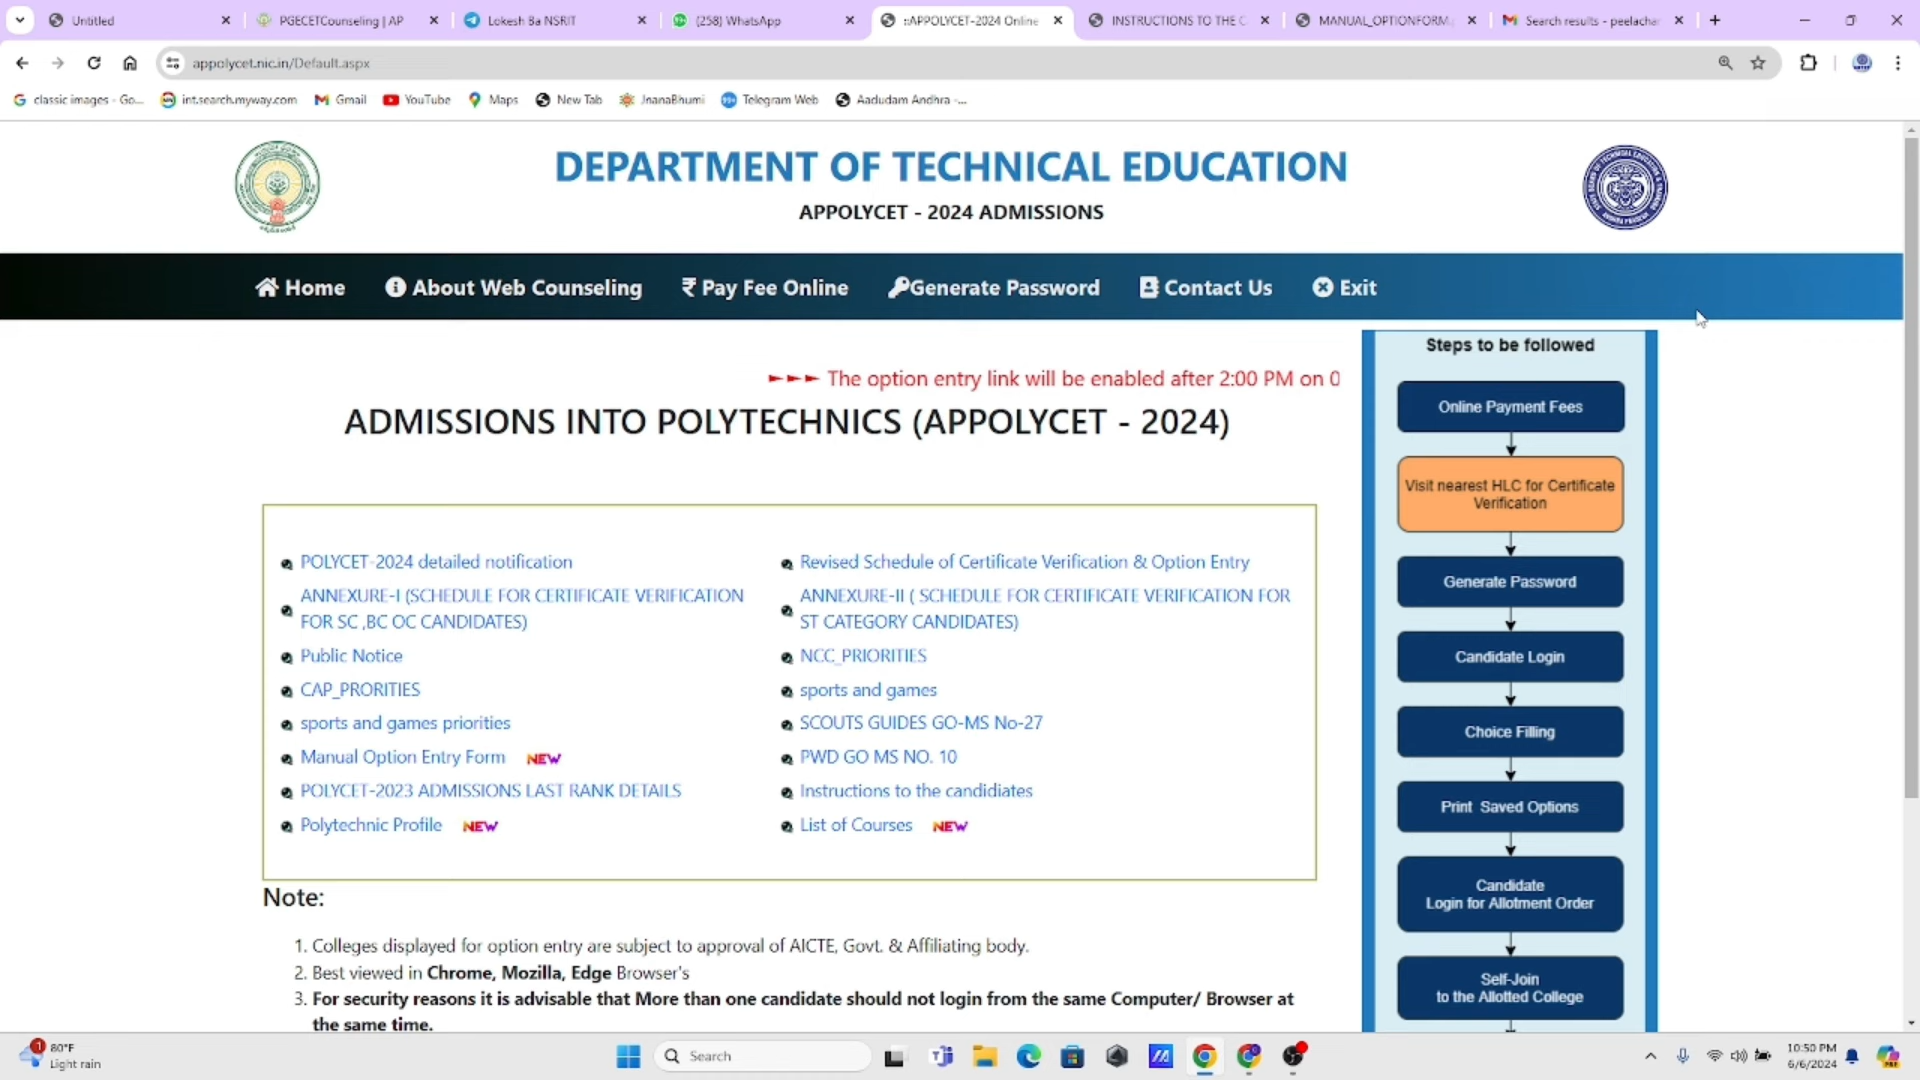 Untitled
PGECETCounseling | AP
Lokesh Ba NSRIT
(258) WhatsApp
::APPOLYCET-2024 Online
INSTRUCTIONS TO THE C
MANUAL_OPTIONFORM.
Search results - peelachar
appolycet.nic.in/Default.aspx
classic images - Go...
int.search.myway.com
Gmail
YouTube
Maps
New Tab
JnanaBhumi
Telegram Web
Aadudam Andhra -...
DEPARTMENT OF TECHNICAL EDUCATION
APPOLYCET - 2024 ADMISSIONS
Home
About Web Counseling
₹ Pay Fee Online
Generate Password
Contact Us
Exit
The option entry link will be enabled after 2:00 PM on 0
ADMISSIONS INTO POLYTECHNICS (APPOLYCET - 2024)
POLYCET-2024 detailed notification
Revised Schedule of Certificate Verification & Option Entry
ANNEXURE-I (SCHEDULE FOR CERTIFICATE VERIFICATION
FOR SC ,BC OC CANDIDATES)
ANNEXURE-II ( SCHEDULE FOR CERTIFICATE VERIFICATION FOR
ST CATEGORY CANDIDATES)
Public Notice
NCC_PRIORITIES
CAP_PRORITIES
sports and games
sports and games priorities
SCOUTS GUIDES GO-MS No-27
Manual Option Entry Form NEW
PWD GO MS NO. 10
POLYCET-2023 ADMISSIONS LAST RANK DETAILS
Instructions to the candidiates
Polytechnic Profile NEW
List of Courses NEW
Note:
1. Colleges displayed for option entry are subject to approval of AICTE, Govt. & Affiliating body.
2. Best viewed in Chrome, Mozilla, Edge Browser's
3. For security reasons it is advisable that More than one candidate should not login from the same Computer/ Browser at
the same time.
Steps to be followed
Online Payment Fees
Visit nearest HLC for Certificate
Verification
Generate Password
Candidate Login
Choice Filling
Print Saved Options
Candidate
Login for Allotment Order
Self-Join
to the Allotted College
1
80°F
Light rain
Search
10:50 PM
6/6/2024